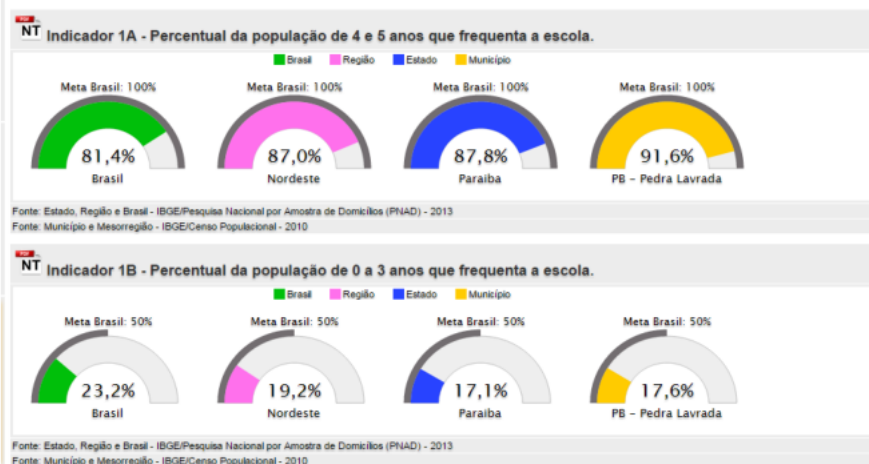 PDF
NT Indicador 1A - Percentual da população de 4 e 5 anos que frequenta a escola.
Brasil Região Estado Município
Meta Brasil: 100% Meta Brasil: 100% Meta Brasil: 100% Meta Brasil: 100%
81,4% 87,0% 87,8% 91,6%
Brasil Nordeste Paraíba PB - Pedra Lavrada
Fonte: Estado, Região e Brasil - IBGE/Pesquisa Nacional por Amostra de Domicílios (PNAD) - 2013
Fonte: Município e Mesorregião - IBGE/Censo Populacional - 2010
PDF
NT Indicador 1B - Percentual da população de 0 a 3 anos que frequenta a escola.
Brasil Região Estado Município
Meta Brasil: 50% Meta Brasil: 50% Meta Brasil: 50% Meta Brasil: 50%
23,2% 19,2% 17,1% 17,6%
Brasil Nordeste Paraíba PB - Pedra Lavrada
Fonte: Estado, Região e Brasil - IBGE/Pesquisa Nacional por Amostra de Domicílios (PNAD) - 2013
Fonte: Município e Mesorregião - IBGE/Censo Populacional - 2010